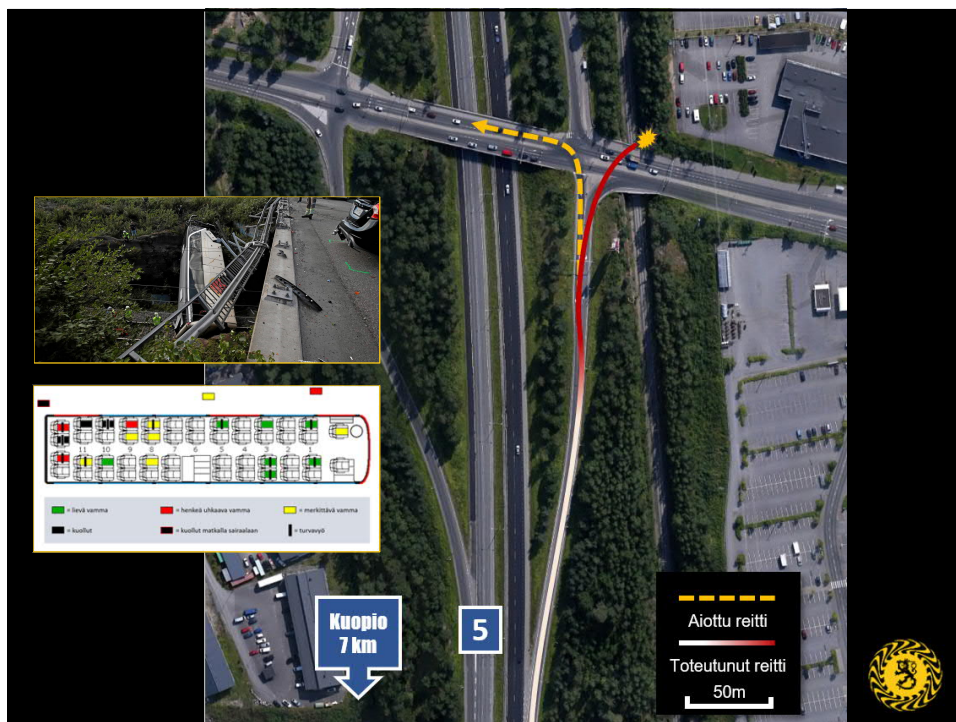 11
10
9
8
7
6
5
4
3
2
1
= lievä vamma
= henkeä uhkaava vamma
= merkittävä vamma
= kuollut
= kuollut matkalla sairaalaan
= turvavyö
Kuopio
7 km
5
Aiottu reitti
Toteutunut reitti
50m